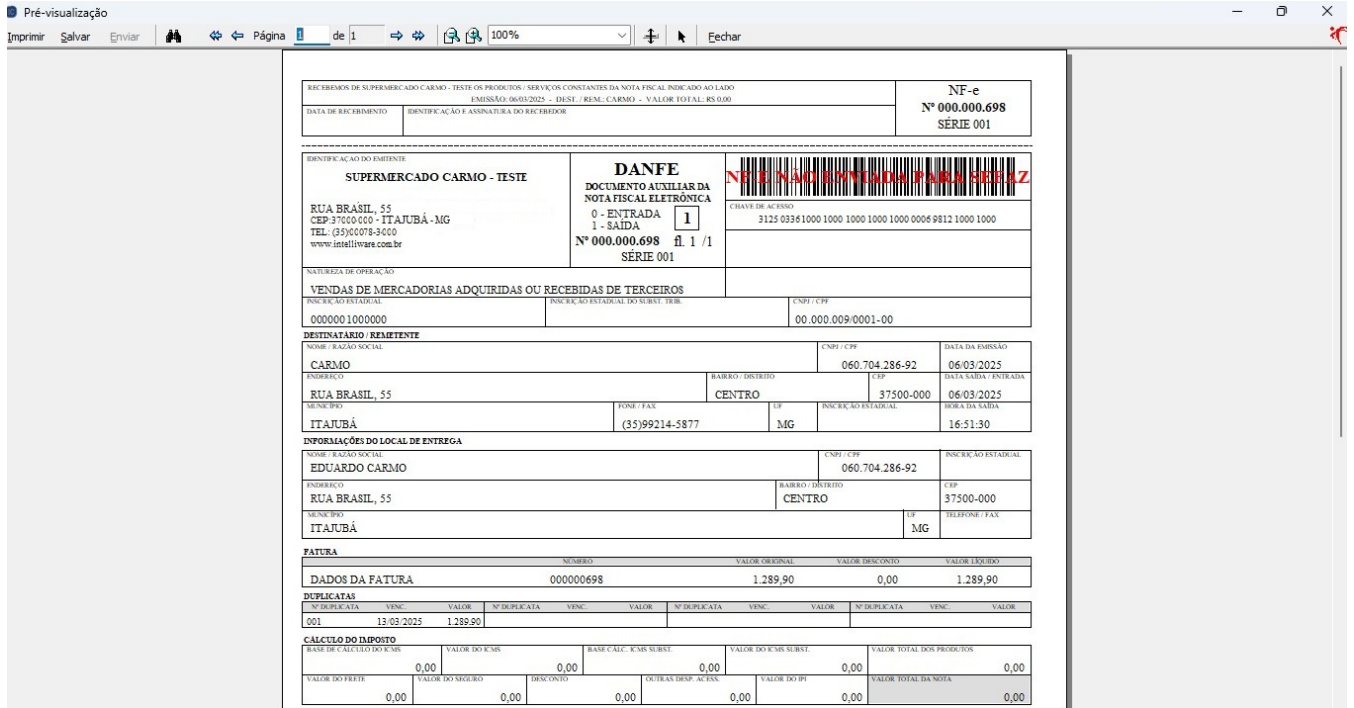 Pré-visualização
Imprimir Salvar Enviar Página 1 de 1 100% Fechar
RECEBEMOS DE SUPERMERCADO CARMO - TESTE OS PRODUTOS / SERVIÇOS CONSTANTES DA NOTA FISCAL INDICADO AO LADO
EMISSÃO: 06/03/2025 - DEST. / REM.: CARMO - VALOR TOTAL: R$ 0,00
DATA DE RECEBIMENTO IDENTIFICAÇÃO E ASSINATURA DO RECEBEDOR
NF-e
Nº 000.000.698
SÉRIE 001
IDENTIFICAÇÃO DO EMITENTE
SUPERMERCADO CARMO - TESTE
RUA BRASIL, 55
CEP:37000-000 - ITAJUBÁ - MG
TEL: (35)00078-3-000
www.intelliware.com.br
DANFE
DOCUMENTO AUXILIAR DA
NOTA FISCAL ELETRÔNICA
0 - ENTRADA
1 - SAÍDA
1
Nº 000.000.698 fl. 1 /1
SÉRIE 001
NF-E NÃO ENVIADA PARA SEFAZ
CHAVE DE ACESSO
3125 0336 1000 1000 1000 1000 1000 0006 9812 1000 1000
NATUREZA DE OPERAÇÃO
VENDAS DE MERCADORIAS ADQUIRIDAS OU RECEBIDAS DE TERCEIROS
INSCRIÇÃO ESTADUAL INSCRIÇÃO ESTADUAL DO SUBST. TRIB. CNPJ / CPF
0000001000000 00.000.009/0001-00
DESTINATÁRIO / REMETENTE
NOME / RAZÃO SOCIAL CNPJ / CPF DATA DA EMISSÃO
CARMO 060.704.286-92 06/03/2025
ENDEREÇO BAIRRO / DISTRITO CEP DATA SAÍDA / ENTRADA
RUA BRASIL, 55 CENTRO 37500-000 06/03/2025
MUNICÍPIO FONE / FAX UF INSCRIÇÃO ESTADUAL HORA DA SAÍDA
ITAJUBÁ (35)99214-5877 MG 16:51:30
INFORMAÇÕES DO LOCAL DE ENTREGA
NOME / RAZÃO SOCIAL CNPJ / CPF INSCRIÇÃO ESTADUAL
EDUARDO CARMO 060.704.286-92
ENDEREÇO BAIRRO / DISTRITO CEP
RUA BRASIL, 55 CENTRO 37500-000
MUNICÍPIO UF TELEFONE / FAX
ITAJUBÁ MG
FATURA
NÚMERO VALOR ORIGINAL VALOR DESCONTO VALOR LÍQUIDO
DADOS DA FATURA 000000698 1.289,90 0,00 1.289,90
DUPLICATAS
Nº DUPLICATA VENC. VALOR Nº DUPLICATA VENC. VALOR Nº DUPLICATA VENC. VALOR Nº DUPLICATA VENC. VALOR
001 13/03/2025 1.289,90
CÁLCULO DO IMPOSTO
BASE DE CÁLCULO DO ICMS VALOR DO ICMS BASE CÁLC. ICMS SUBST. VALOR DO ICMS SUBST. VALOR TOTAL DOS PRODUTOS
0,00 0,00 0,00 0,00 0,00
VALOR DO FRETE VALOR DO SEGURO DESCONTO OUTRAS DESP. ACESS. VALOR DO IPI VALOR TOTAL DA NOTA
0,00 0,00 0,00 0,00 0,00 0,00